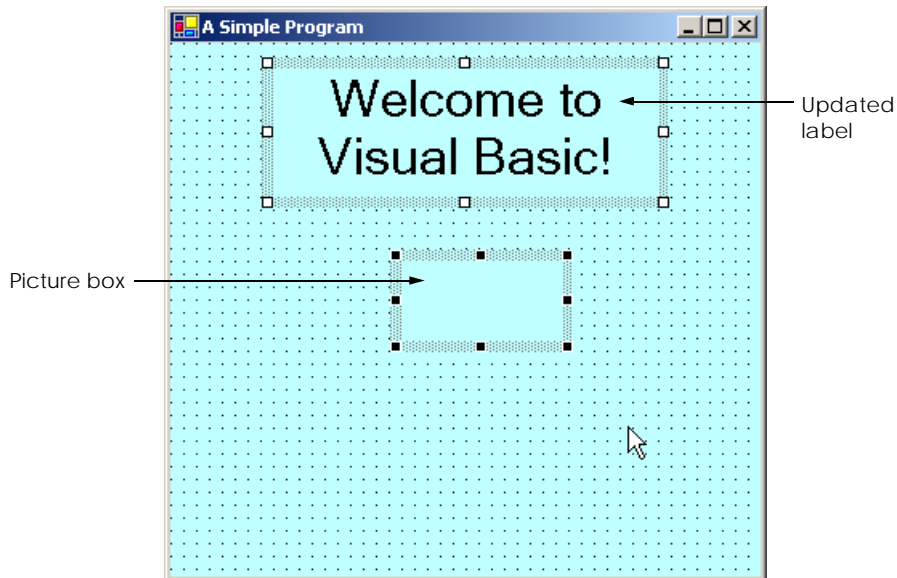 A Simple Program
Welcome to
Visual Basic!
Updated
label
Picture box